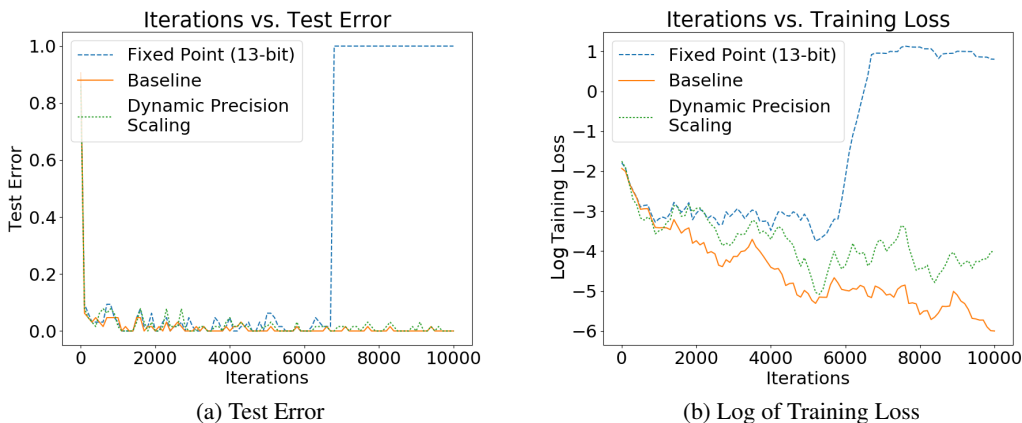 Iterations vs. Test Error
Fixed Point (13-bit)
Baseline
Dynamic Precision
Scaling
Test Error
1.0
0.8
0.6
0.4
0.2
0.0
0
2000
4000
6000
8000
10000
Iterations
(a) Test Error
Iterations vs. Training Loss
Fixed Point (13-bit)
Baseline
Dynamic Precision
Scaling
Log Taining Loss
1
0
−1
−2
−3
−4
−5
−6
0
2000
4000
6000
8000
10000
Iterations
(b) Log of Training Loss